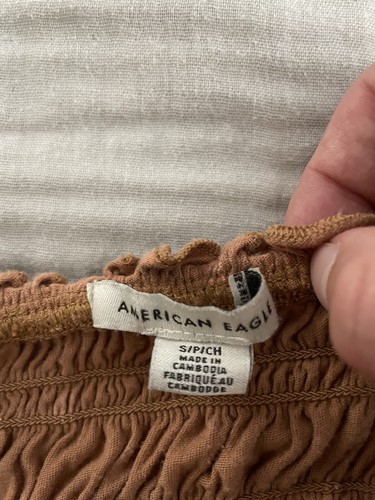 AMERICAN EAGLE
S/P/CH
MADE IN
CAMBODIA
FABRIQUÉ AU
CAMBODGE